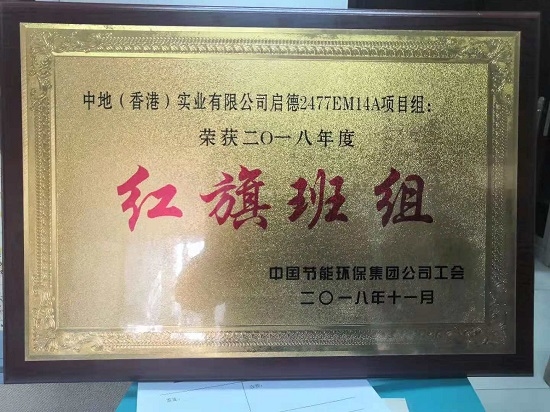 中地（香港）实业有限公司启德2477EM14A项目组：
荣获二〇一八年度
红旗班组
中国节能环保集团公司工会
二〇一八年十一月